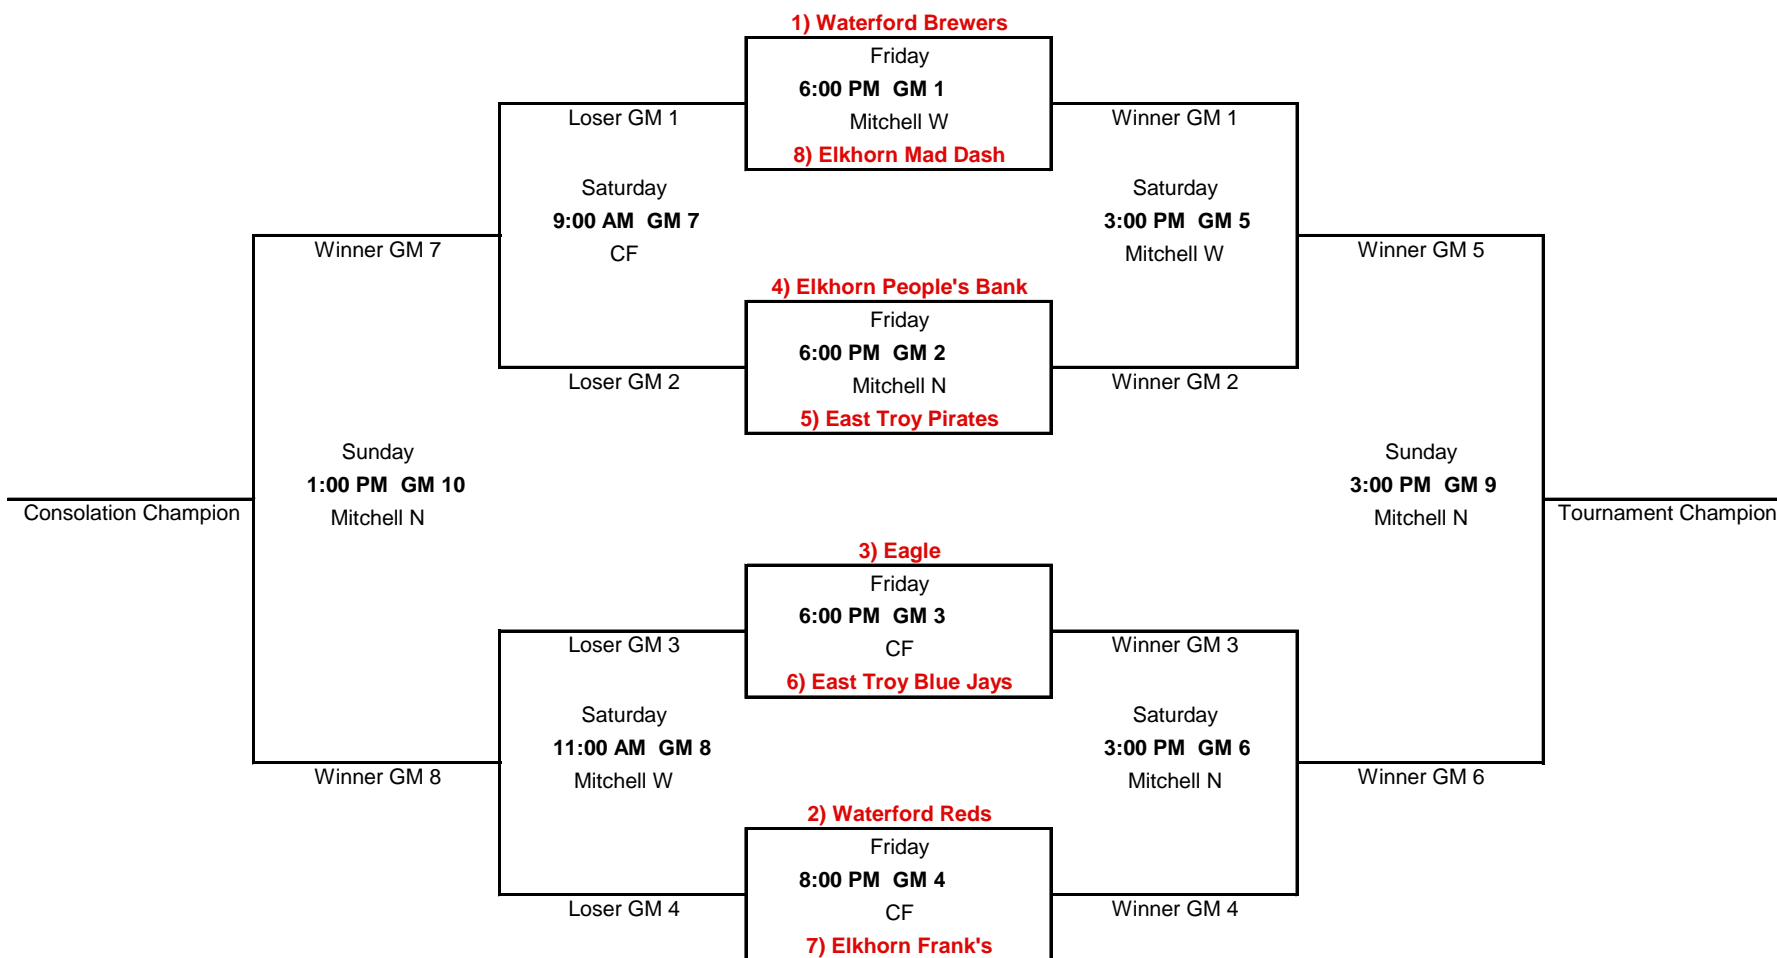 1) Waterford Brewers
Friday
6:00 PM  GM 1
Loser GM 1
Mitchell W
Winner GM 1
8) Elkhorn Mad Dash
Saturday
Saturday
9:00 AM  GM 7
3:00 PM  GM 5
Winner GM 7
CF
Mitchell W
Winner GM 5
4) Elkhorn People's Bank
Friday
6:00 PM  GM 2
Loser GM 2
Mitchell N
Winner GM 2
5) East Troy Pirates
Sunday
Sunday
1:00 PM  GM 10
3:00 PM  GM 9
Consolation Champion
Mitchell N
Mitchell N
Tournament Champion
3) Eagle
Friday
6:00 PM  GM 3
Loser GM 3
CF
Winner GM 3
6) East Troy Blue Jays
Saturday
Saturday
11:00 AM  GM 8
3:00 PM  GM 6
Winner GM 8
Mitchell W
Mitchell N
Winner GM 6
2) Waterford Reds
Friday
8:00 PM  GM 4
Loser GM 4
CF
Winner GM 4
7) Elkhorn Frank's